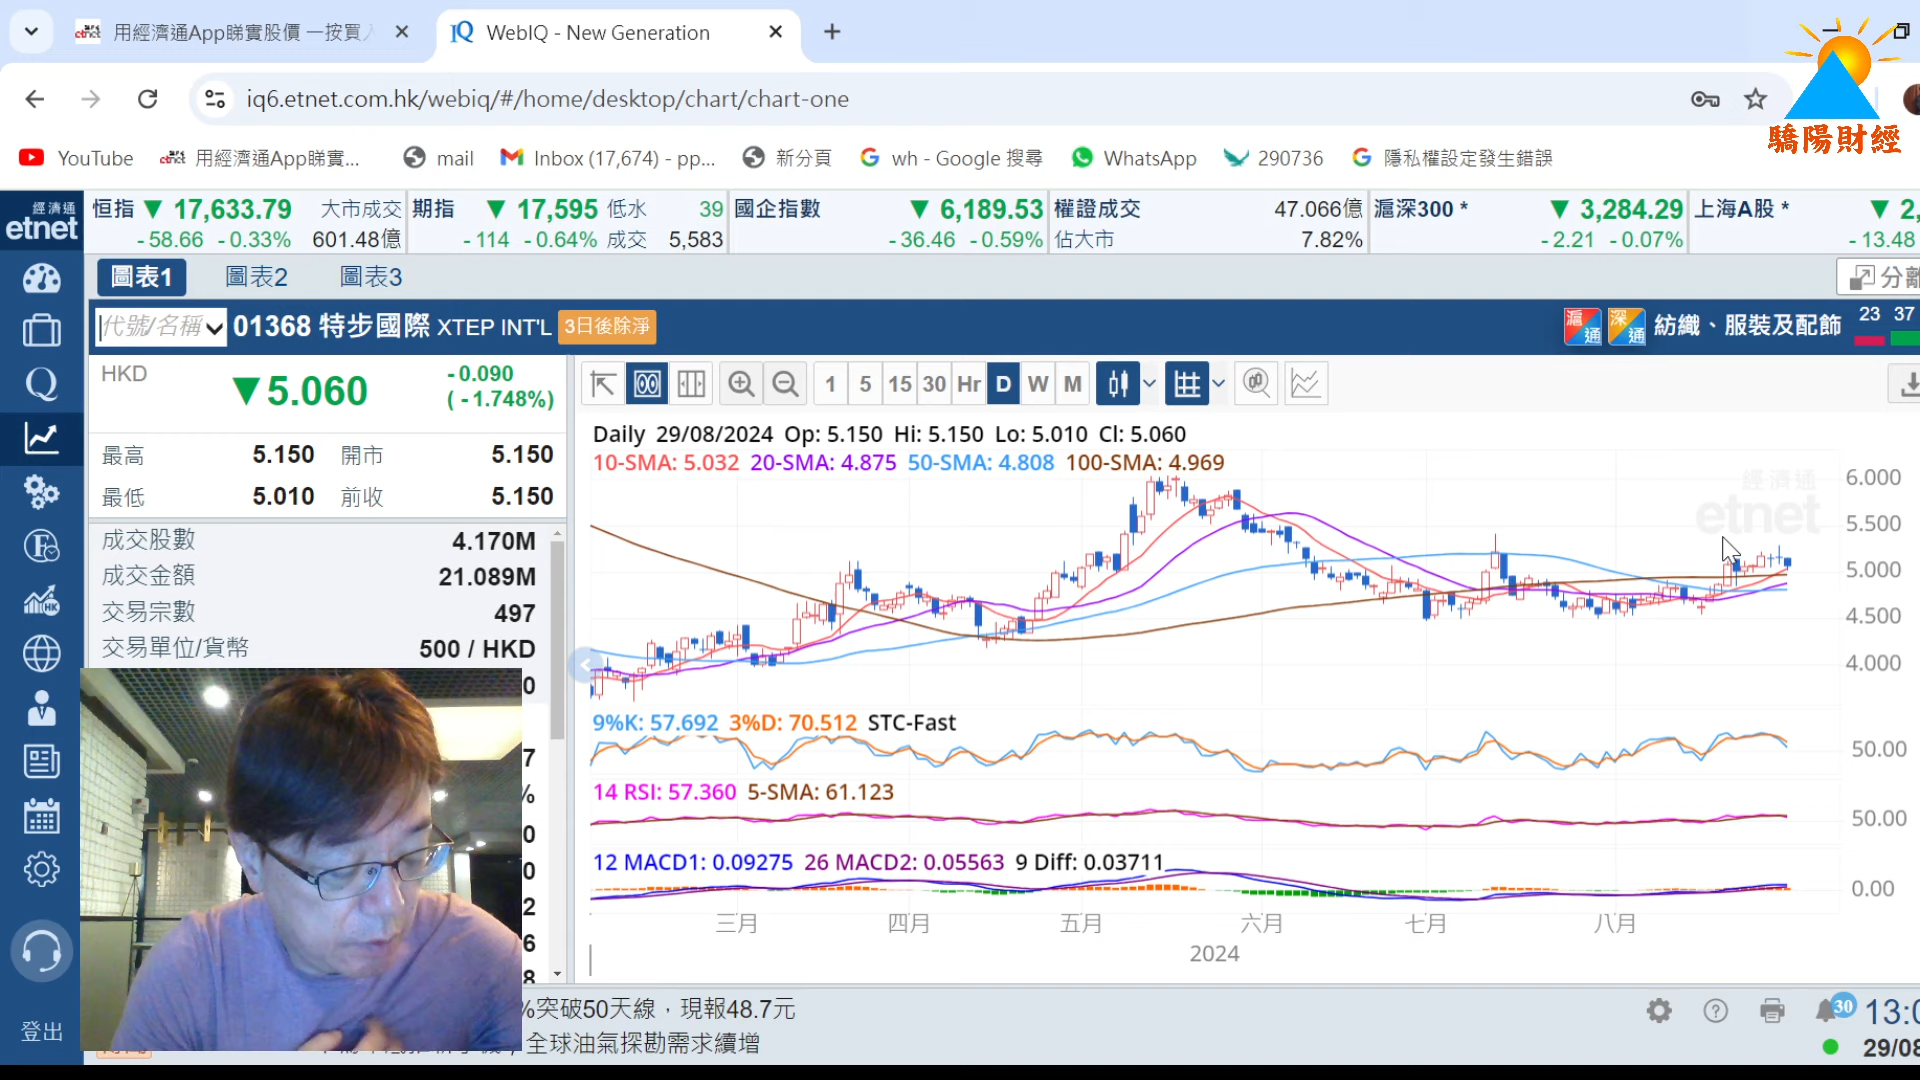 用經濟通App睇實股價 一按買入
WebIQ - New Generation
iq6.etnet.com.hk/webiq/#/home/desktop/chart/chart-one
驕陽財經
YouTube
etnet 用經濟通App睇實...
mail
Inbox (17,674) - pp...
新分頁
wh - Google 搜尋
WhatsApp
290736
隱私權設定發生錯誤
經濟通
etnet
恒指 ▼ 17,633.79 大市成交 期指 ▼ 17,595 低水 39 國企指數 ▼ 6,189.53 權證成交 47.066億 滬深300 * ▼ 3,284.29 上海A股 * ▼ 2,
-58.66 -0.33% 601.48億 -114 -0.64% 成交 5,583 -36.46 -0.59% 佔大市 7.82% -2.21 -0.07% -13.48
圖表1 圖表2 圖表3
代號/名稱 01368 特步國際 XTEP INT'L 3日後除淨 滬通 深通 紡織、服裝及配飾 23 37
HKD ▼5.060 -0.090
( -1.748%)
最高 5.150 開市 5.150
最低 5.010 前收 5.150
成交股數 4.170M
成交金額 21.089M
交易宗數 497
交易單位/貨幣 500 / HKD
1 5 15 30 Hr D W M
Daily 29/08/2024 Op: 5.150 Hi: 5.150 Lo: 5.010 Cl: 5.060
10-SMA: 5.032 20-SMA: 4.875 50-SMA: 4.808 100-SMA: 4.969
經濟通
etnet
6.000
5.500
5.000
4.500
4.000
9%K: 57.692 3%D: 70.512 STC-Fast
50.00
14 RSI: 57.360 5-SMA: 61.123
50.00
12 MACD1: 0.09275 26 MACD2: 0.05563 9 Diff: 0.03711
0.00
三月 四月 五月 六月 七月 八月
2024
登出
%突破50天線，現報48.7元
全球油氣探勘需求續增
30
13:0
29/08